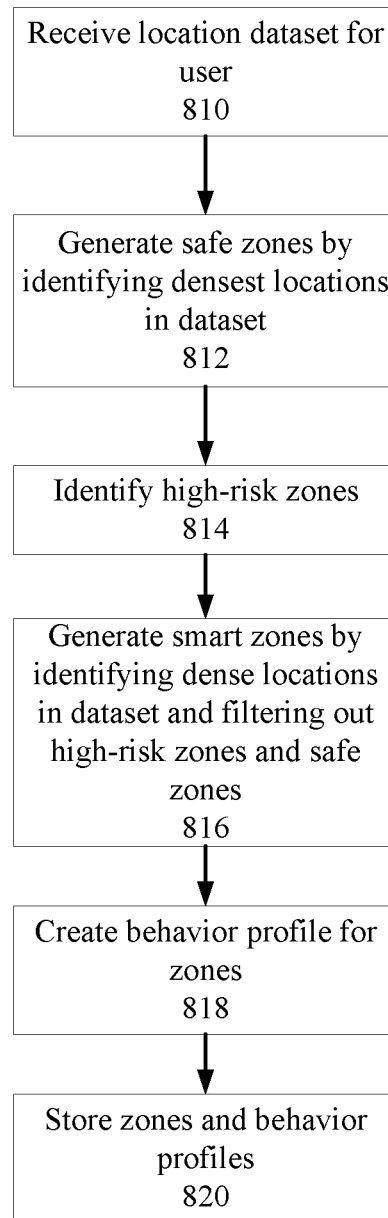 Receive location dataset for
user
810
Generate safe zones by
identifying densest locations
in dataset
812
Identify high-risk zones
814
Generate smart zones by
identifying dense locations
in dataset and filtering out
high-risk zones and safe
zones
816
Create behavior profile for
zones
818
Store zones and behavior
profiles
820